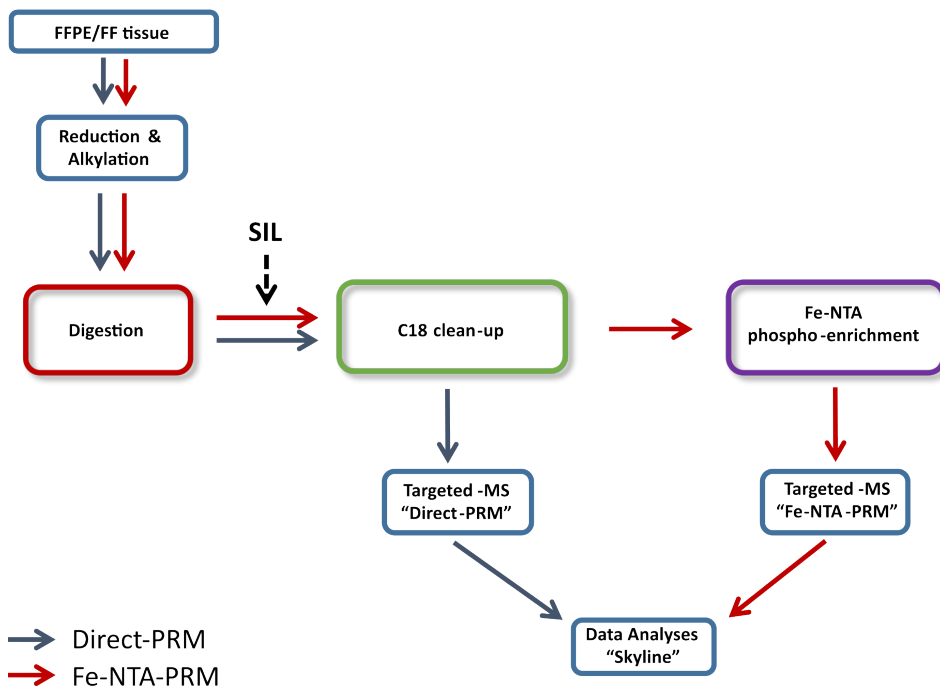 FFPE/FF tissue
Reduction &
Alkylation
SIL
Digestion
C18 clean-up
Fe-NTA
phospho-enrichment
Targeted -MS
“Direct-PRM”
Targeted -MS
“Fe-NTA-PRM”
Data Analyses
“Skyline”
Direct-PRM
Fe-NTA-PRM